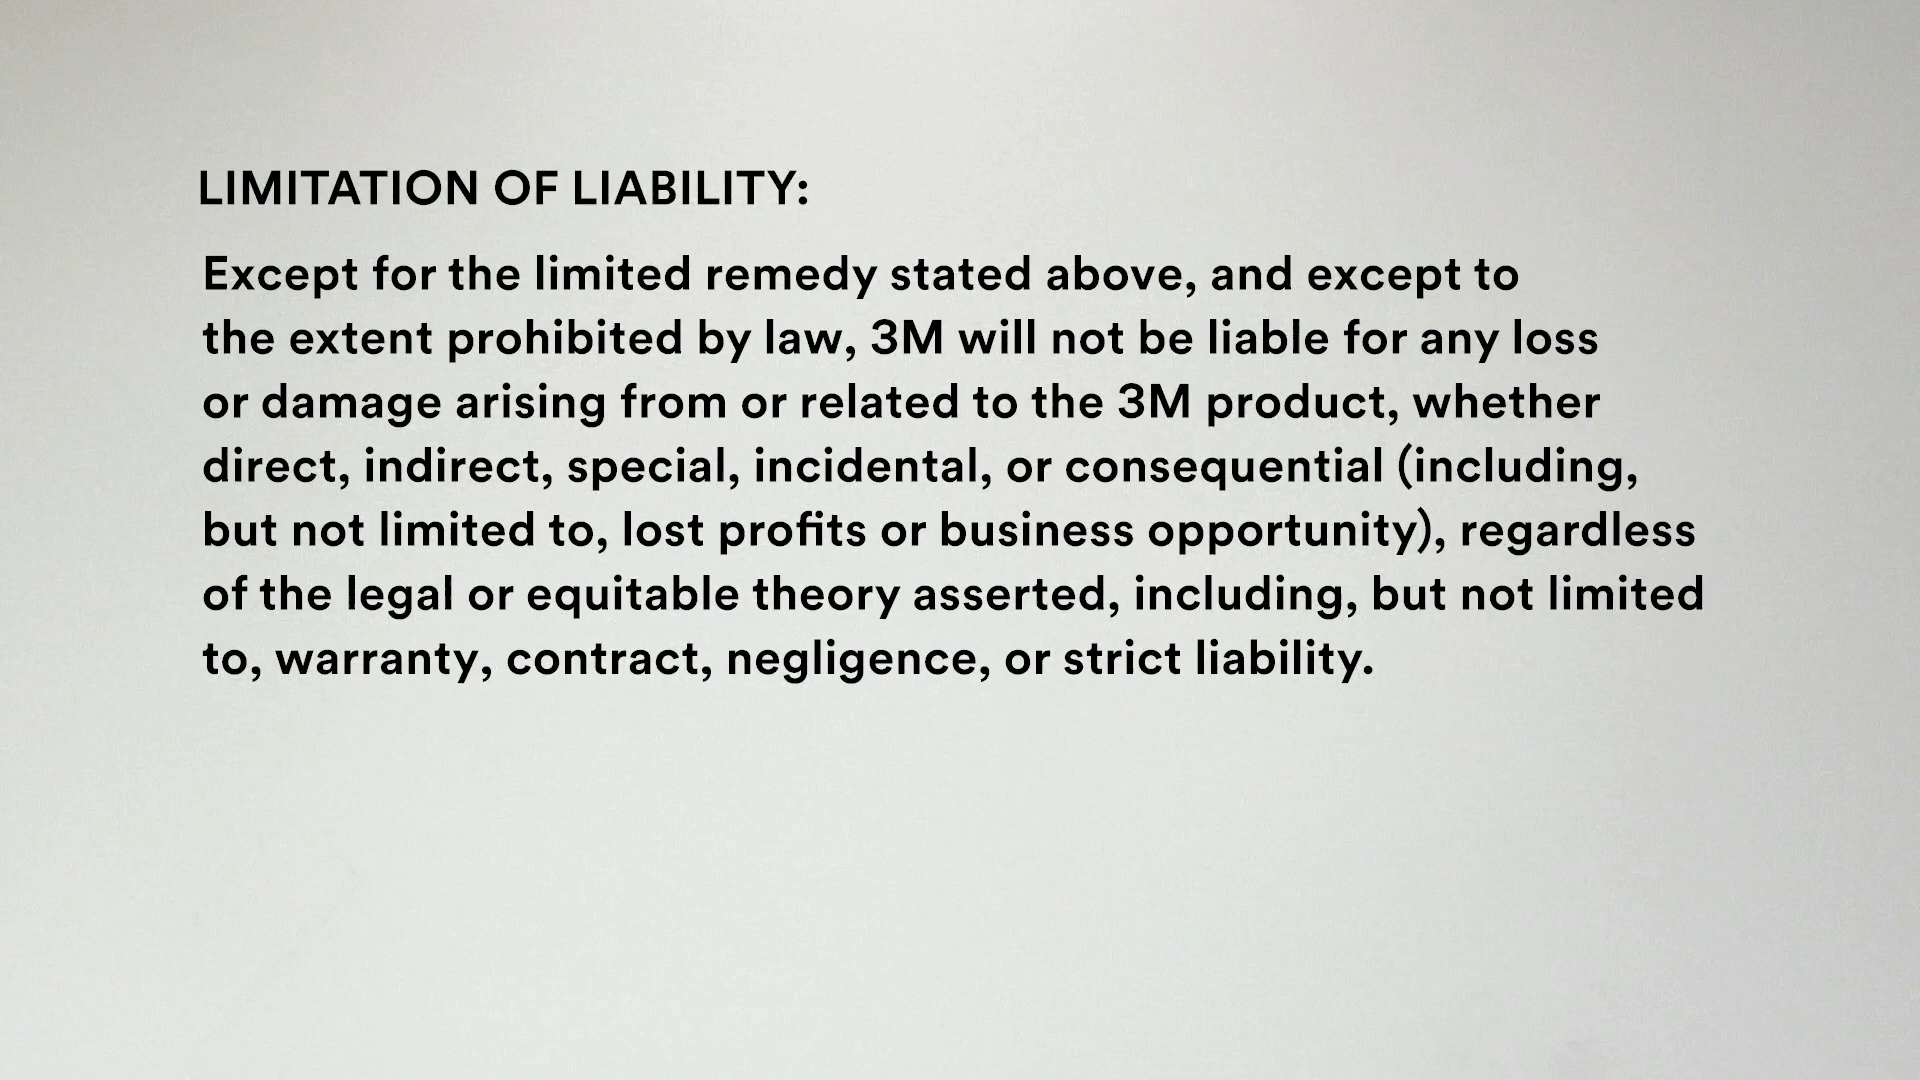 LIMITATION OF LIABILITY:
Except for the limited remedy stated above, and except to
the extent prohibited by law, 3M will not be liable for any loss
or damage arising from or related to the 3M product, whether
direct, indirect, special, incidental, or consequential (including,
but not limited to, lost profits or business opportunity), regardless
of the legal or equitable theory asserted, including, but not limited
to, warranty, contract, negligence, or strict liability.